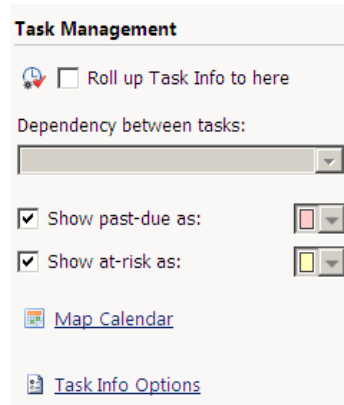 Task Management
Roll up Task Info to here
Dependency between tasks:
Show past-due as:
Show at-risk as:
Map Calendar
Task Info Options